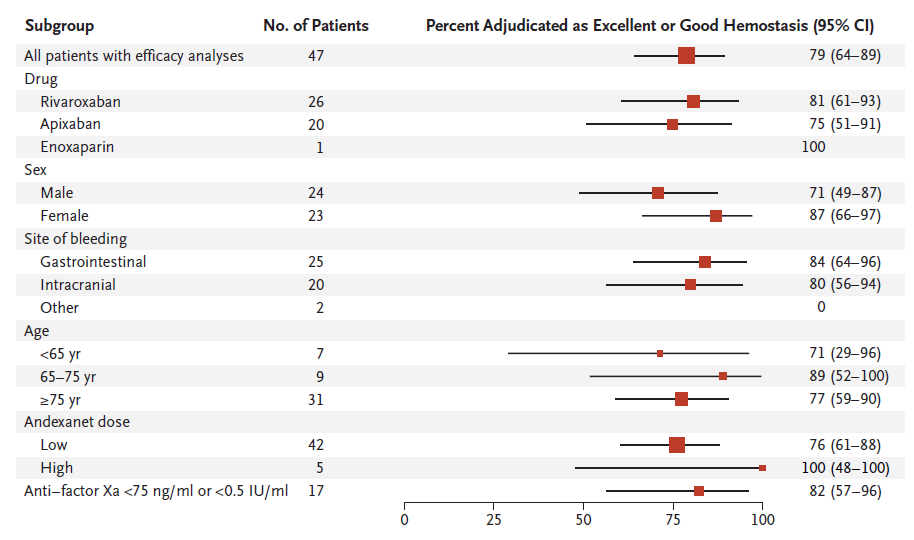 Subgroup No. of Patients Percent Adjudicated as Excellent or Good Hemostasis (95% CI)
All patients with efficacy analyses 47 79 (64–89)
Drug
Rivaroxaban 26 81 (61–93)
Apixaban 20 75 (51–91)
Enoxaparin 1 100
Sex
Male 24 71 (49–87)
Female 23 87 (66–97)
Site of bleeding
Gastrointestinal 25 84 (64–96)
Intracranial 20 80 (56–94)
Other 2 0
Age
<65 yr 7 71 (29–96)
65–75 yr 9 89 (52–100)
≥75 yr 31 77 (59–90)
Andexanet dose
Low 42 76 (61–88)
High 5 100 (48–100)
Anti–factor Xa <75 ng/ml or <0.5 IU/ml 17 82 (57–96)
0 25 50 75 100